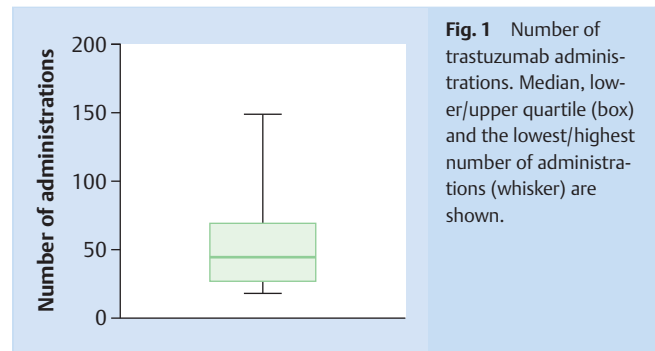 Number of administrations
200
150
100
50
0
Fig. 1 Number of
trastuzumab adminis-
trations. Median, low-
er/upper quartile (box)
and the lowest/highest
number of administra-
tions (whisker) are
shown.